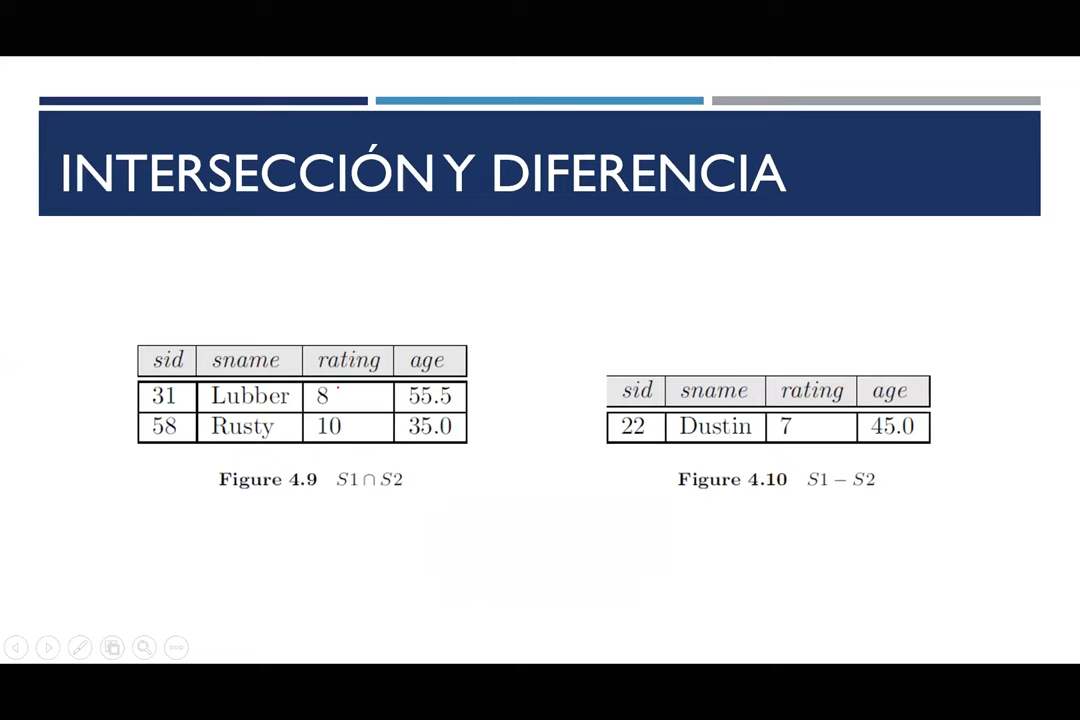 INTERSECCIÓN Y DIFERENCIA
sid sname rating age
31 Lubber 8 55.5
58 Rusty 10 35.0
Figure 4.9 S1 ∩ S2
sid sname rating age
22 Dustin 7 45.0
Figure 4.10 S1 − S2